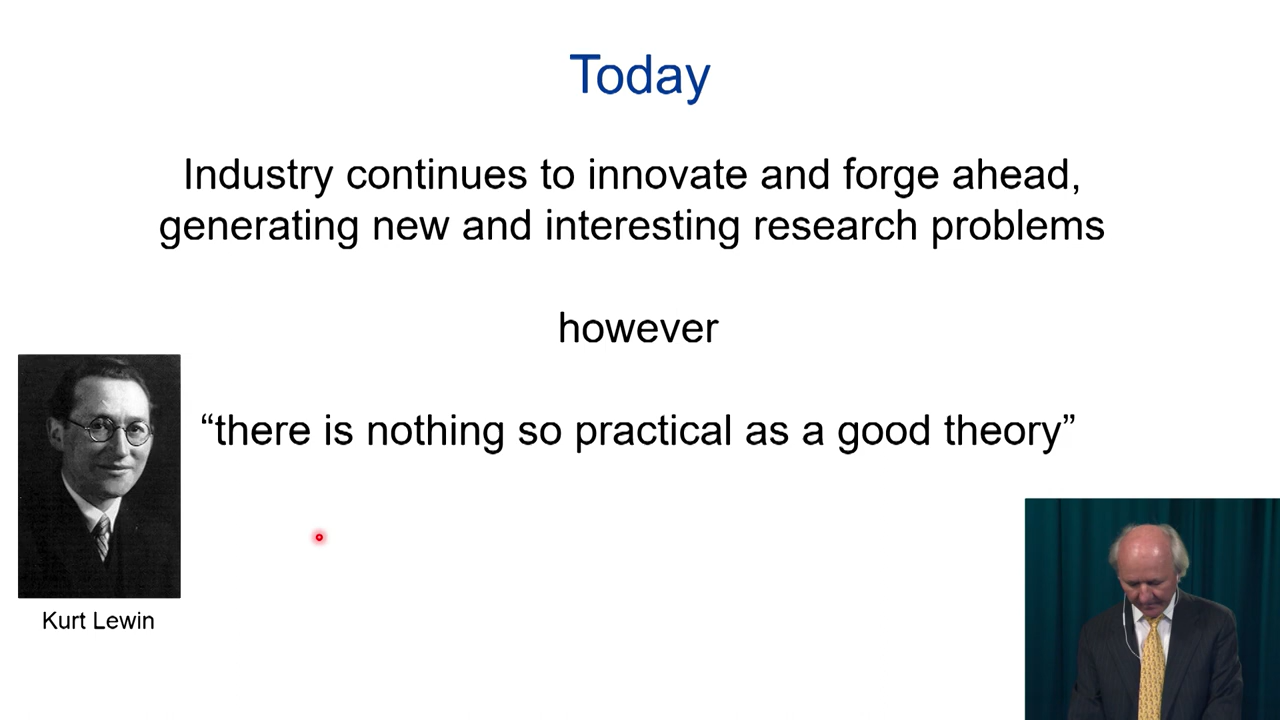 Today
Industry continues to innovate and forge ahead,
generating new and interesting research problems
however
“there is nothing so practical as a good theory”
Kurt Lewin